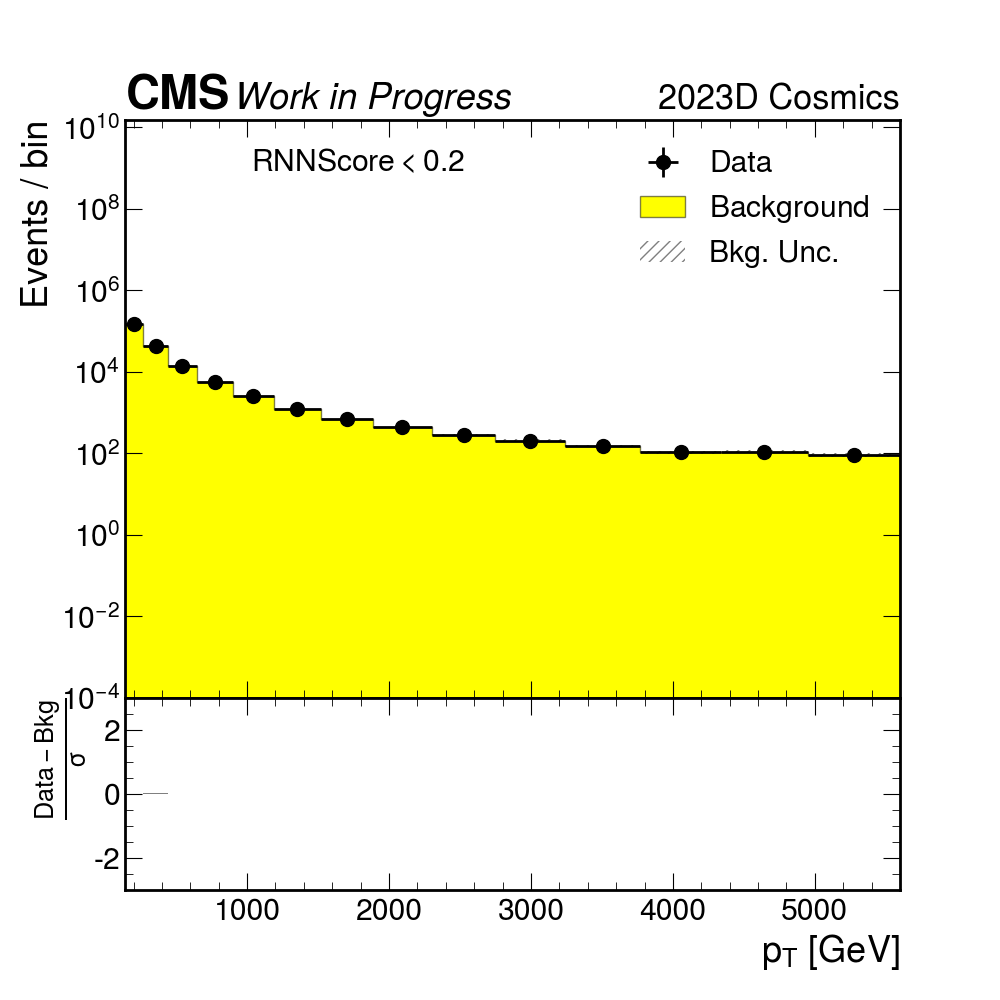 CMS Work in Progress 2023D Cosmics
Events / bin
RNNScore < 0.2
Data
Background
Bkg. Unc.
10^10
10^8
10^6
10^4
10^2
10^0
10^−2
10^−4
Data − Bkg
σ
2
0
-2
1000 2000 3000 4000 5000
p_T [GeV]